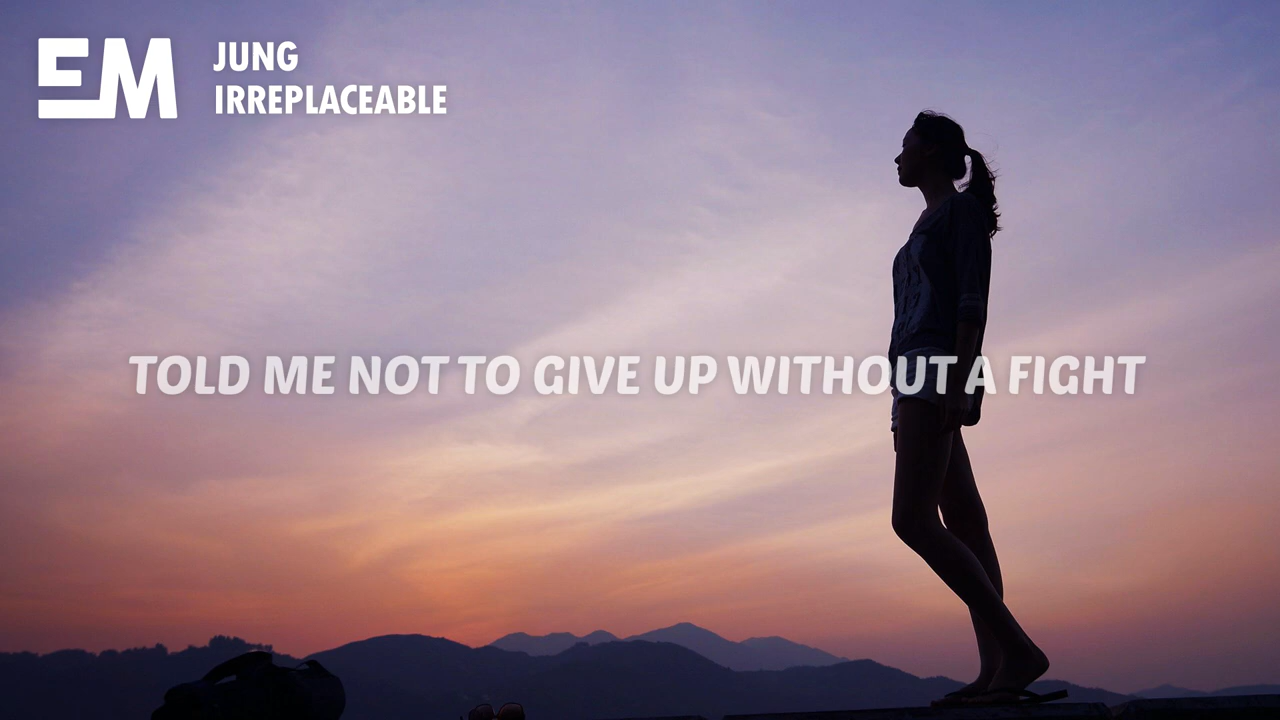 EM
JUNG
IRREPLACEABLE
TOLD ME NOT TO GIVE UP WITHOUT A FIGHT